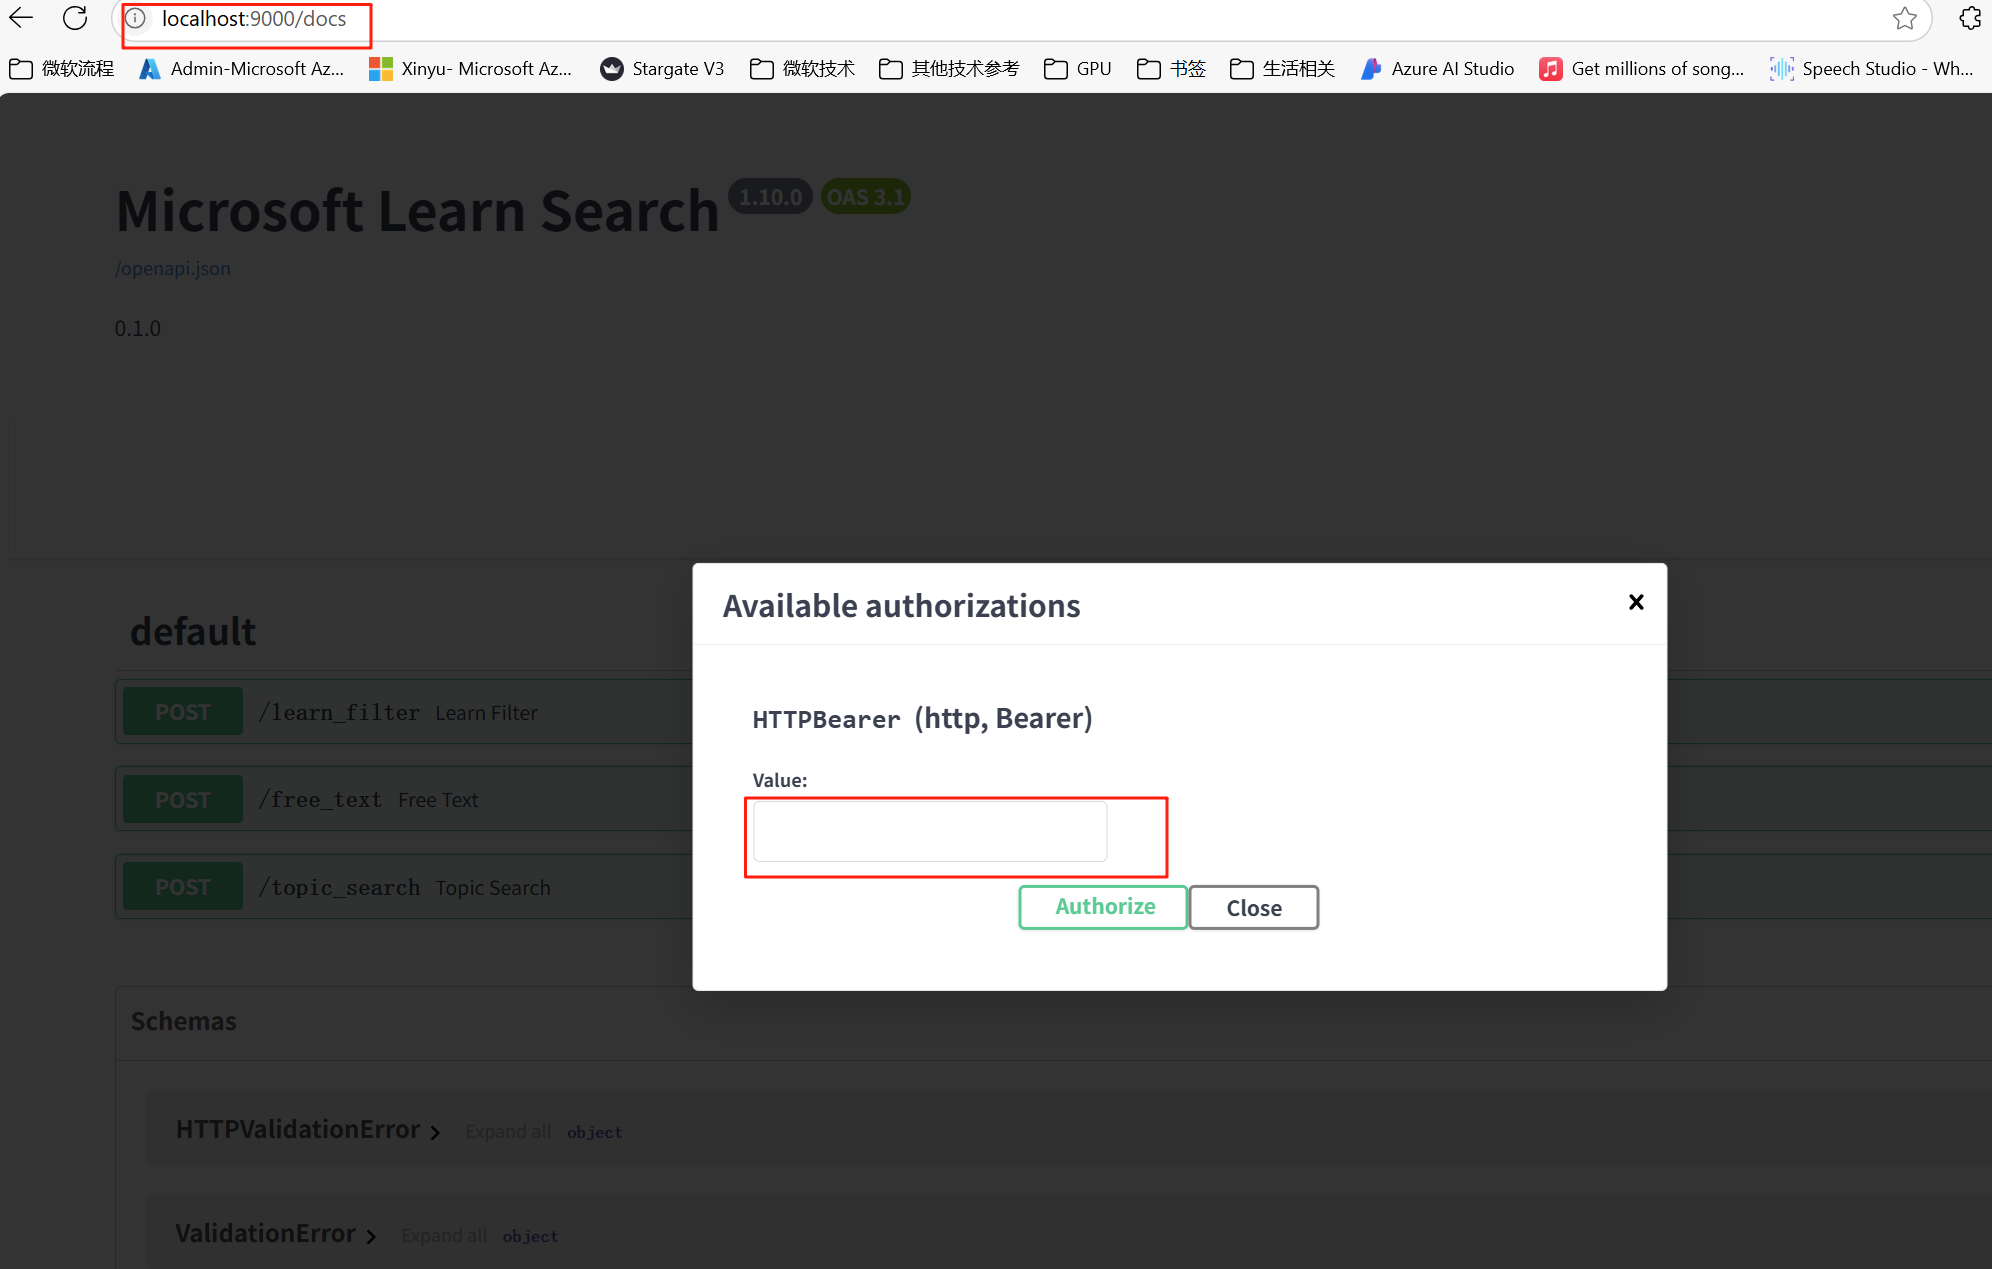 localhost:9000/docs
微软流程 Admin-Microsoft Az... Xinyu- Microsoft Az... Stargate V3 微软技术 其他技术参考 GPU 书签 生活相关 Azure AI Studio Get millions of song... Speech Studio - Wh...
Microsoft Learn Search 1.10.0 OAS 3.1
/openapi.json
0.1.0
default
POST /learn_filter Learn Filter
POST /free_text Free Text
POST /topic_search Topic Search
Available authorizations
HTTPBearer (http, Bearer)
Value:
Authorize Close
Schemas
HTTPValidationError Expand all object
ValidationError Expand all object